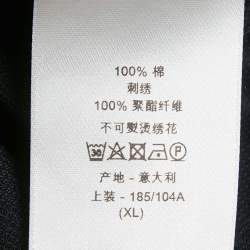 100% 棉
刺绣
100% 聚酯纤维
不可熨烫绣花
产地 - 意大利
上装 - 185/104A
(XL)